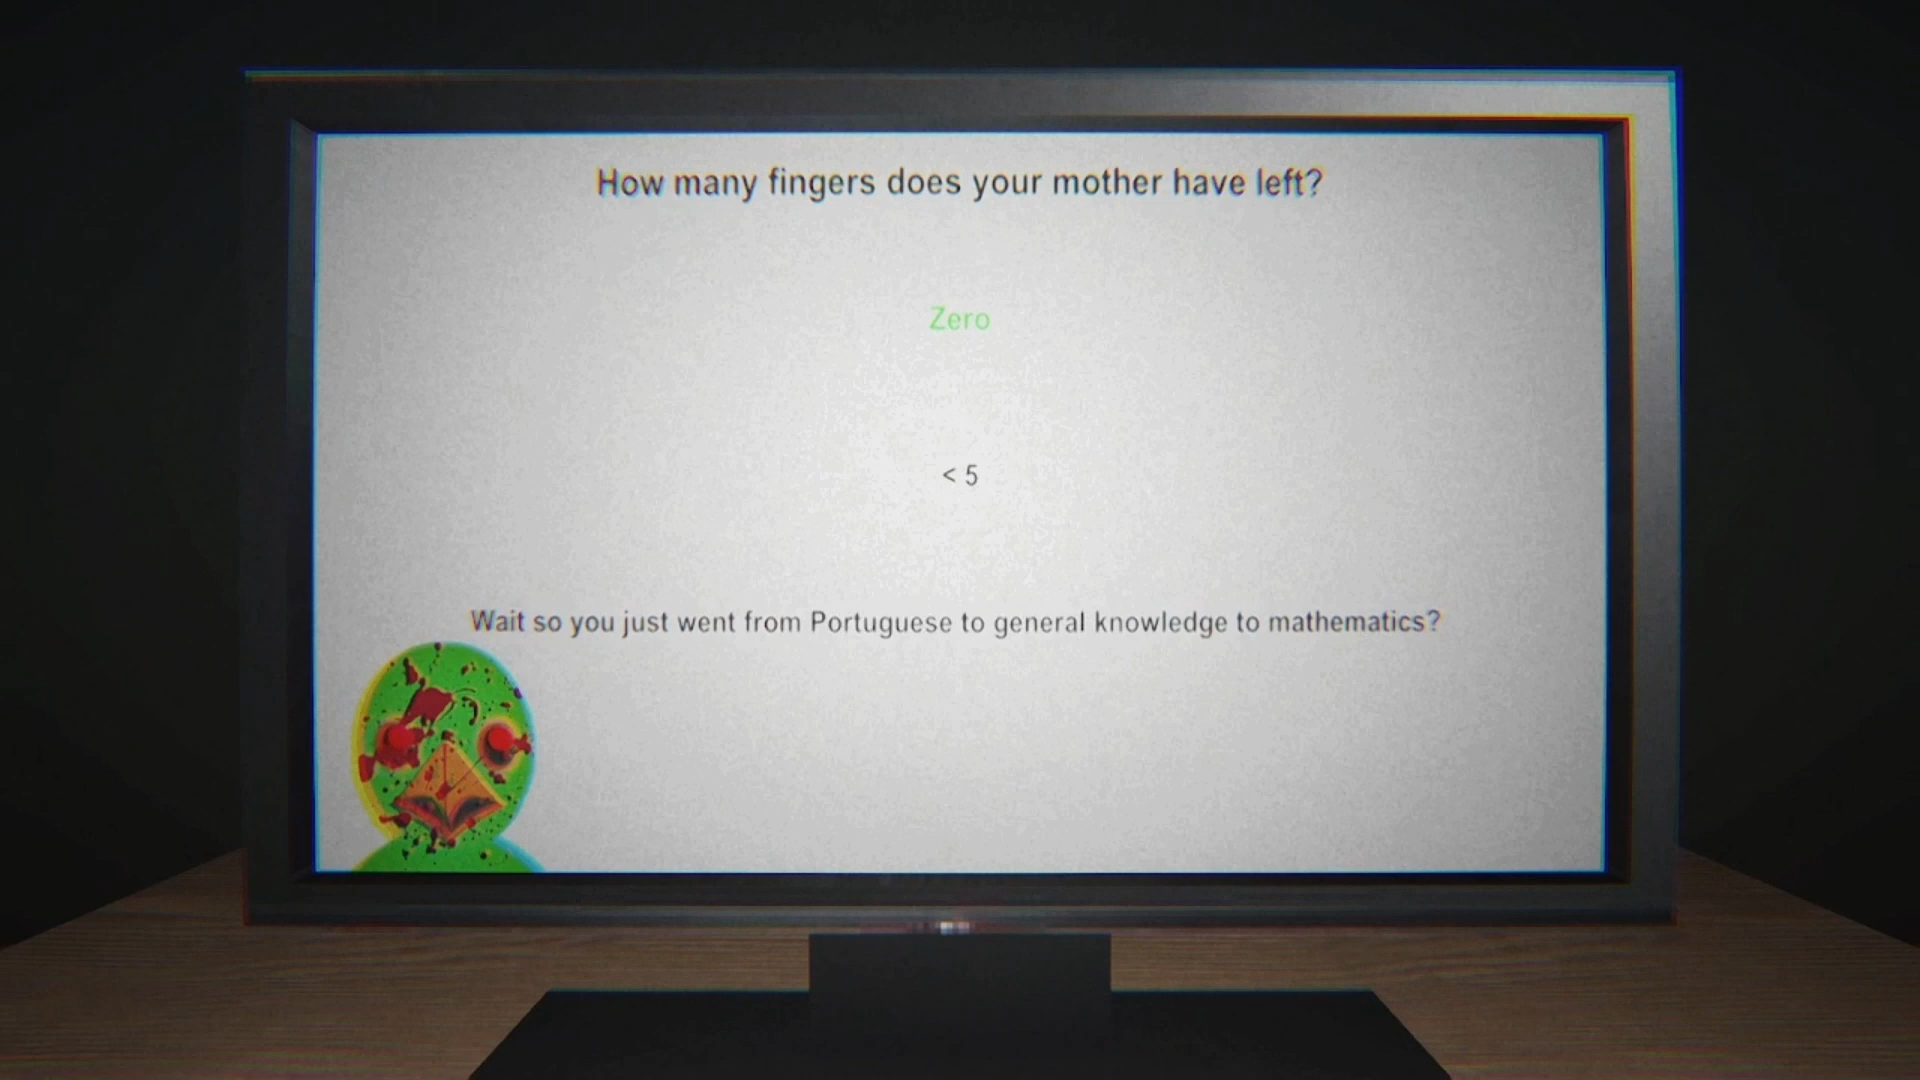 How many fingers does your mother have left?
Zero
< 5
Wait so you just went from Portuguese to general knowledge to mathematics?